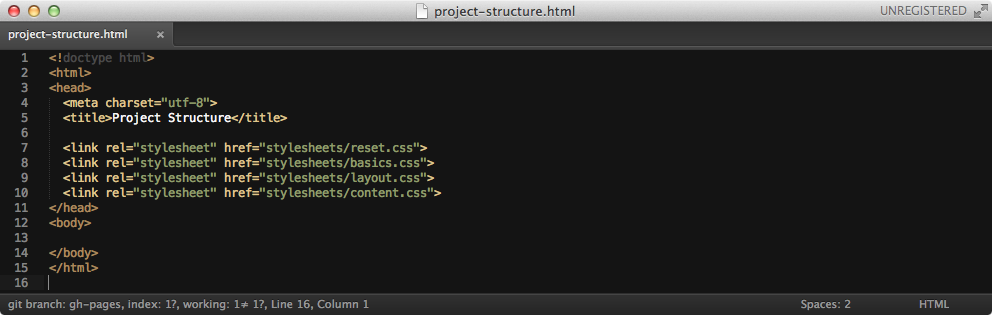 project-structure.html
UNREGISTERED
project-structure.html ×
1 <!doctype html>
2 <html>
3 <head>
4   <meta charset="utf-8">
5   <title>Project Structure</title>
6
7   <link rel="stylesheet" href="stylesheets/reset.css">
8   <link rel="stylesheet" href="stylesheets/basics.css">
9   <link rel="stylesheet" href="stylesheets/layout.css">
10   <link rel="stylesheet" href="stylesheets/content.css">
11 </head>
12 <body>
13
14 </body>
15 </html>
16
git branch: gh-pages, index: 1?, working: 1≠ 1?, Line 16, Column 1
Spaces: 2
HTML